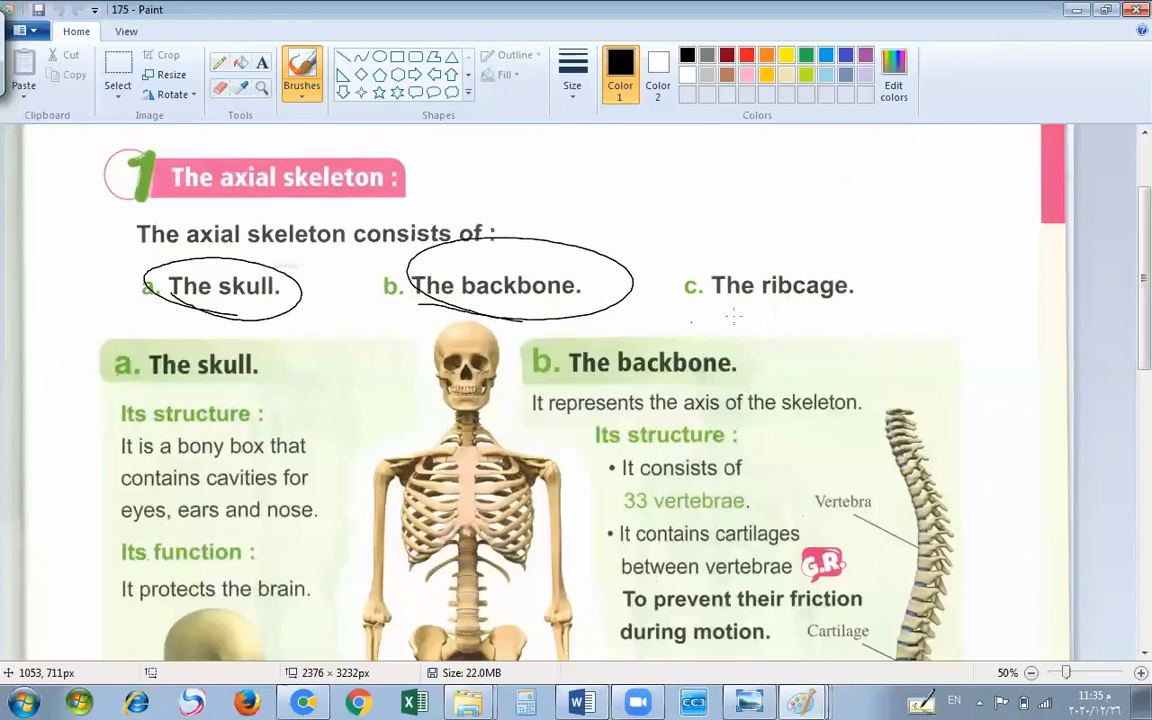 175 - Paint
Home
View
Paste
Cut
Copy
Clipboard
Select
Crop
Resize
Rotate
Image
A
Tools
Brushes
Shapes
Outline
Fill
Size
Color 1
Color 2
Edit colors
Colors
1 The axial skeleton :
The axial skeleton consists of :
a. The skull. b. The backbone. c. The ribcage.
a. The skull.
Its structure :
It is a bony box that
contains cavities for
eyes, ears and nose.
Its function :
It protects the brain.
b. The backbone.
It represents the axis of the skeleton.
Its structure :
• It consists of
33 vertebrae.
Vertebra
• It contains cartilages
between vertebrae G.R.
To prevent their friction
during motion.
Cartilage
1053, 711px
2376 × 3232px
Size: 22.0MB
50%
CC3
EN
11:35 م
٢٠٢٠/١٢/٢٦